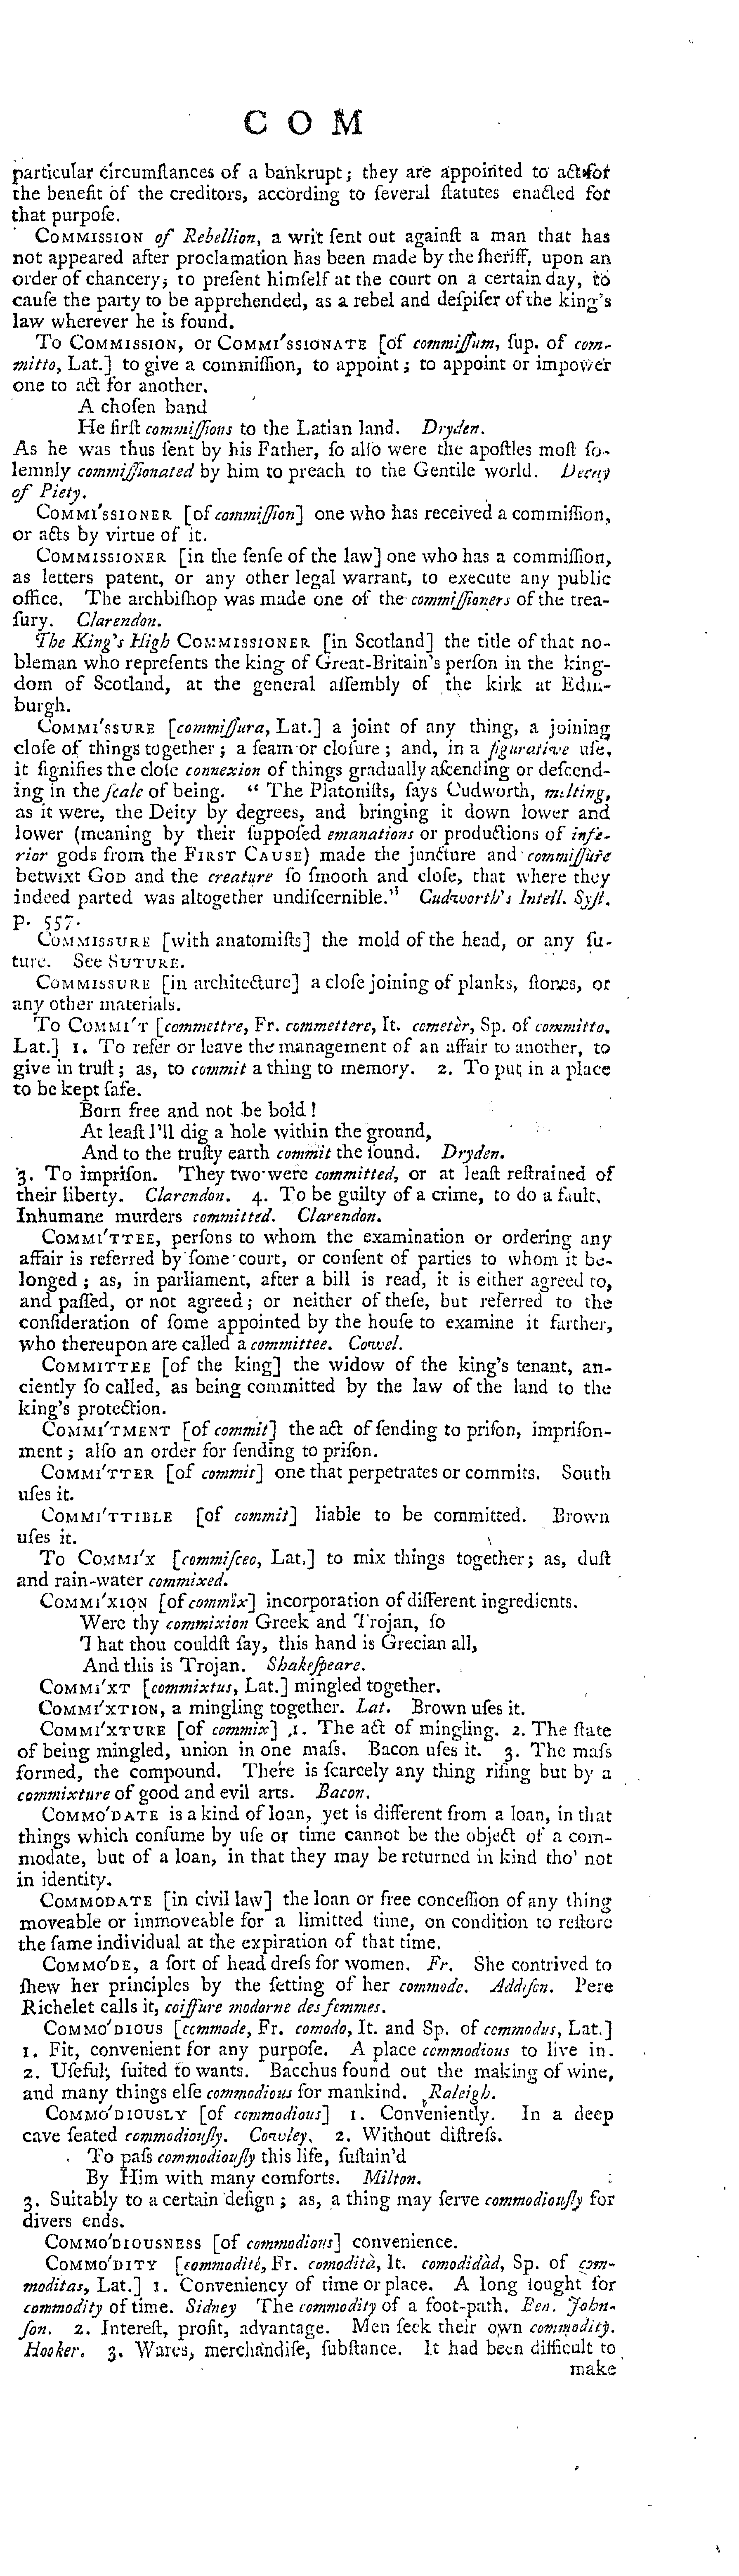 C O M
particular circumſtances of a bankrupt; they are appointed to act for
the benefit of the creditors, according to ſeveral ſtatutes enacted for
that purpoſe.
COMMISSION of Rebellion, a writ ſent out againſt a man that has
not appeared after proclamation has been made by the ſheriff, upon an
order of chancery; to preſent himſelf at the court on a certain day, to
cauſe the party to be apprehended, as a rebel and deſpiſer of the king's
law wherever he is found.
To COMMISSION, or COMMI'SSIONATE [of commiſſum, ſup. of com-
mitto, Lat.] to give a commiſſion, to appoint; to appoint or impower
one to act for another.
A choſen band
He firſt commiſſions to the Latian land. Dryden.
As he was thus ſent by his Father, ſo alſo were the apoſtles moſt ſo-
lemnly commiſſionated by him to preach to the Gentile world. Decay
of Piety.
COMMI'SSIONER [of commiſſion] one who has received a commiſſion,
or acts by virtue of it.
COMMISSIONER [in the ſenſe of the law] one who has a commiſſion,
as letters patent, or any other legal warrant, to execute any public
office. The archbiſhop was made one of the commiſſioners of the trea-
ſury. Clarendon.
The King's High COMMISSIONER [in Scotland] the title of that no-
bleman who repreſents the king of Great-Britain's perſon in the king-
dom of Scotland, at the general aſſembly of the kirk at Edin-
burgh.
COMMI'SSURE [commiſſura, Lat.] a joint of any thing, a joining
cloſe of things together; a ſeam or cloſure; and, in a figurative uſe,
it ſignifies the cloſe connexion of things gradually aſcending or deſcend-
ing in the ſcale of being. “ The Platoniſts, ſays Cudworth, melting,
as it were, the Deity by degrees, and bringing it down lower and
lower (meaning by their ſuppoſed emanations or productions of infe-
rior gods from the FIRST CAUSE) made the juncture and commiſſure
betwixt GOD and the creature ſo ſmooth and cloſe, that where they
indeed parted was altogether undiſcernible.” Cudworth's Intell. Syſt.
p. 557.
COMMISSURE [with anatomiſts] the mold of the head, or any ſu-
ture. See SUTURE.
COMMISSURE [in architecture] a cloſe joining of planks, ſtones, or
any other materials.
To COMMI'T [commettre, Fr. commettere, It. cometèr, Sp. of committo.
Lat.] 1. To refer or leave the management of an affair to another, to
give in truſt; as, to commit a thing to memory. 2. To put in a place
to be kept ſafe.
Born free and not be bold!
At leaſt I'll dig a hole within the ground,
And to the truſty earth commit the ſound. Dryden.
3. To impriſon. They two were committed, or at leaſt reſtrained of
their liberty. Clarendon. 4. To be guilty of a crime, to do a fault.
Inhumane murders committed. Clarendon.
COMMI'TTEE, perſons to whom the examination or ordering any
affair is referred by ſome court, or conſent of parties to whom it be-
longed; as, in parliament, after a bill is read, it is either agreed to,
and paſſed, or not agreed; or neither of theſe, but referred to the
conſideration of ſome appointed by the houſe to examine it farther,
who thereupon are called a committee. Cowel.
COMMITTEE [of the king] the widow of the king's tenant, an-
ciently ſo called, as being committed by the law of the land to the
king's protection.
COMMI'TMENT [of commit] the act of ſending to priſon, impriſon-
ment; alſo an order for ſending to priſon.
COMMI'TTER [of commit] one that perpetrates or commits. South
uſes it.
COMMI'TTIBLE [of commit] liable to be committed. Brown
uſes it.
To COMMI'X [commiſceo, Lat.] to mix things together; as, duſt
and rain-water commixed.
COMMI'XION [of commix] incorporation of different ingredients.
Were thy commixion Greek and Trojan, ſo
That thou couldſt ſay, this hand is Grecian all,
And this is Trojan. Shakeſpeare.
COMMI'XT [commixtus, Lat.] mingled together.
COMMI'XTION, a mingling together. Lat. Brown uſes it.
COMMI'XTURE [of commix] 1. The act of mingling. 2. The ſtate
of being mingled, union in one maſs. Bacon uſes it. 3. The maſs
formed, the compound. There is ſcarcely any thing riſing but by a
commixture of good and evil arts. Bacon.
COMMO'DATE is a kind of loan, yet is different from a loan, in that
things which conſume by uſe or time cannot be the object of a com-
modate, but of a loan, in that they may be returned in kind tho' not
in identity.
COMMODATE [in civil law] the loan or free conceſſion of any thing
moveable or immoveable for a limitted time, on condition to reſtore
the ſame individual at the expiration of that time.
COMMO'DE, a ſort of head dreſs for women. Fr. She contrived to
ſhew her principles by the ſetting of her commode. Addiſon. Pere
Richelet calls it, coiffure modorne des femmes.
COMMO'DIOUS [commode, Fr. comodo, It. and Sp. of commodus, Lat.]
1. Fit, convenient for any purpoſe. A place commodious to live in.
2. Uſeful; ſuited to wants. Bacchus found out the making of wine,
and many things elſe commodious for mankind. Raleigh.
COMMO'DIOUSLY [of commodious] 1. Conveniently. In a deep
cave ſeated commodiouſly. Cowley. 2. Without diſtreſs.
To paſs commodiouſly this life, ſuſtain'd
By Him with many comforts. Milton.
3. Suitably to a certain deſign; as, a thing may ſerve commodiouſly for
divers ends.
COMMO'DIOUSNESS [of commodious] convenience.
COMMO'DITY [commodité, Fr. comodità, It. comodidàd, Sp. of com-
moditas, Lat.] 1. Conveniency of time or place. A long ſought for
commodity of time. Sidney The commodity of a foot-path. Ben. John-
ſon. 2. Intereſt, profit, advantage. Men ſeek their own commodity.
Hooker. 3. Wares, merchandiſe, ſubſtance. It had been difficult to
make